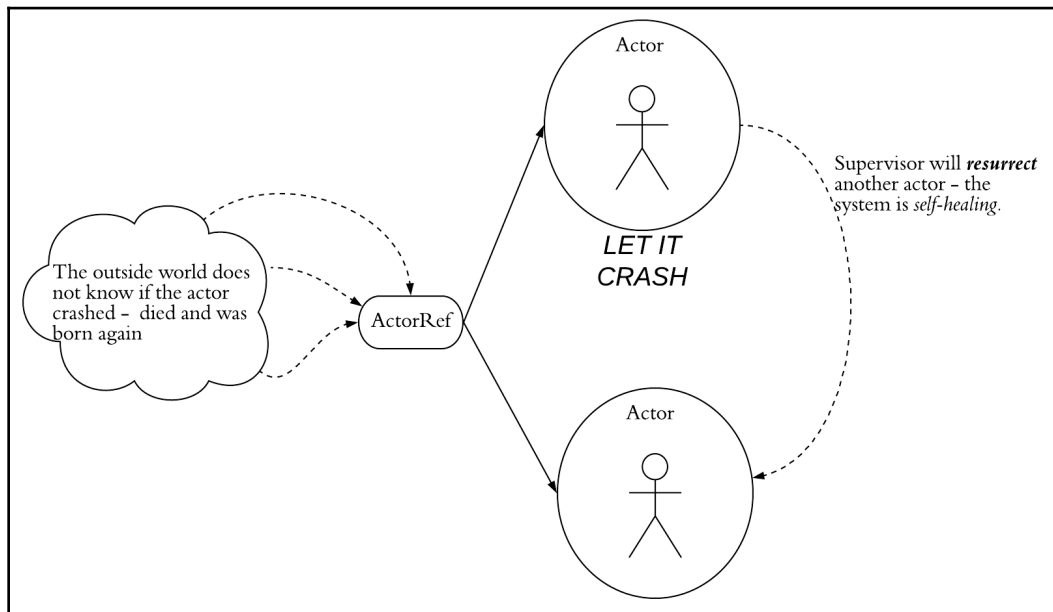 Actor
Supervisor will resurrect
another actor – the
system is self-healing.
LET IT
CRASH
The outside world does
not know if the actor
crashed – died and was
born again
ActorRef
Actor